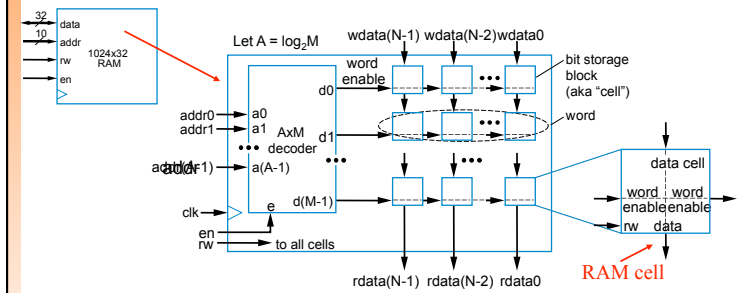 32
data
10
addr
rw
en
1024x32
RAM
Let A = log2M
wdata(N-1) wdata(N-2) wdata0
word
enable
bit storage
block
(aka “cell”)
word
d0
addr0
a0
addr1
a1
AxM
decoder
d1
a(A-1)
d(M-1)
clk
e
en
rw
to all cells
rdata(N-1) rdata(N-2) rdata0
data cell
word word
enable enable
rw data
RAM cell